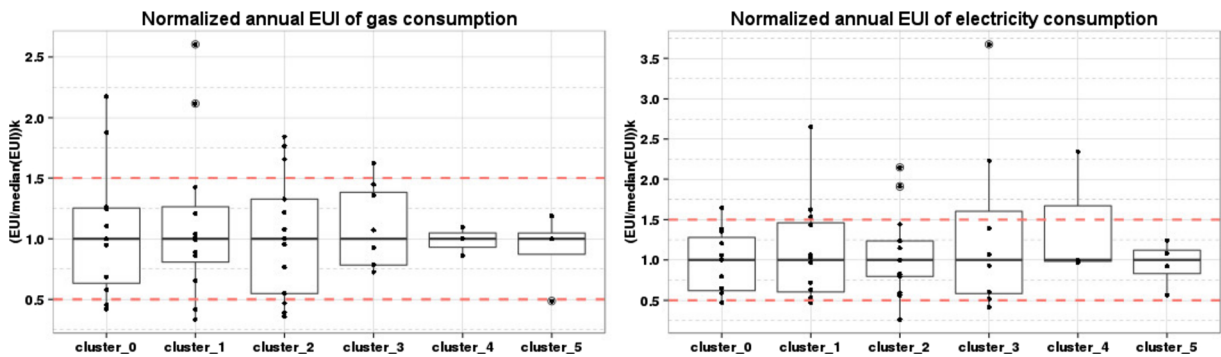 Normalized annual EUI of gas consumption
(EUI/median(EUI))k
2.5
2.0
1.5
1.0
0.5
cluster_0 cluster_1 cluster_2 cluster_3 cluster_4 cluster_5
Normalized annual EUI of electricity consumption
(EUI/median(EUI))k
3.5
3.0
2.5
2.0
1.5
1.0
0.5
cluster_0 cluster_1 cluster_2 cluster_3 cluster_4 cluster_5